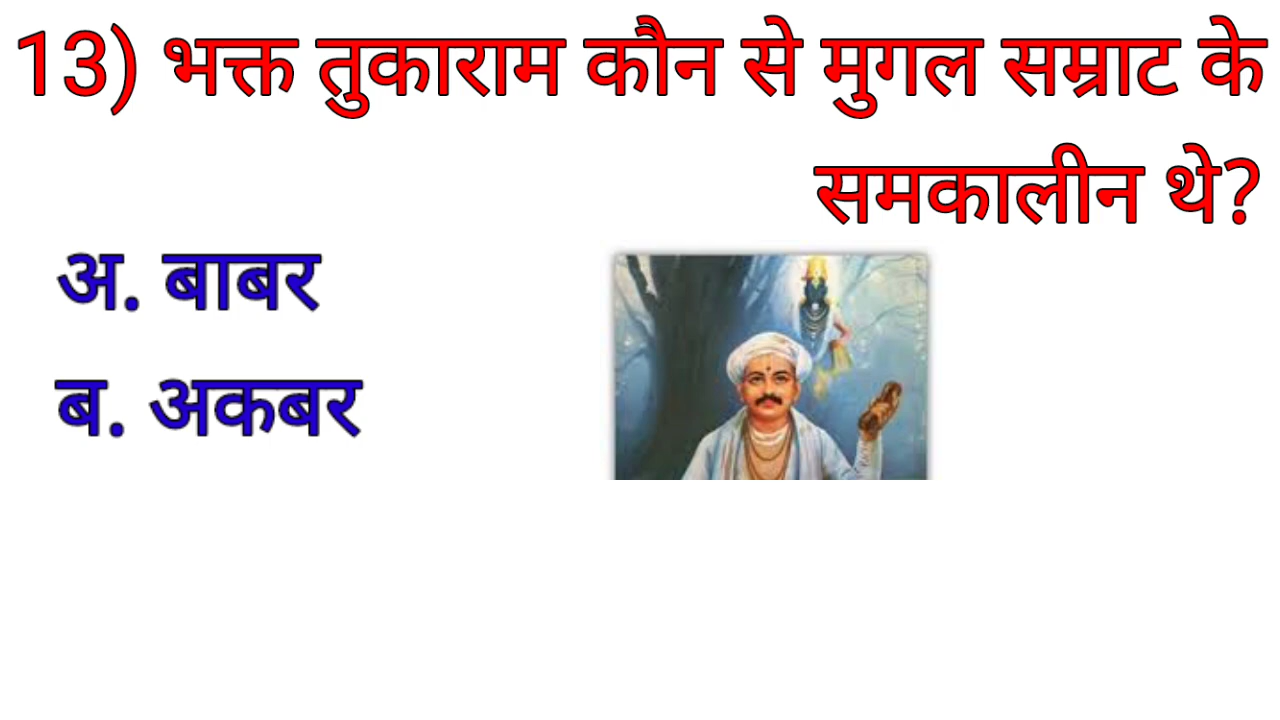 13) भक्त तुकाराम कौन से मुगल सम्राट के
समकालीन थे?
अ. बाबर
ब. अकबर